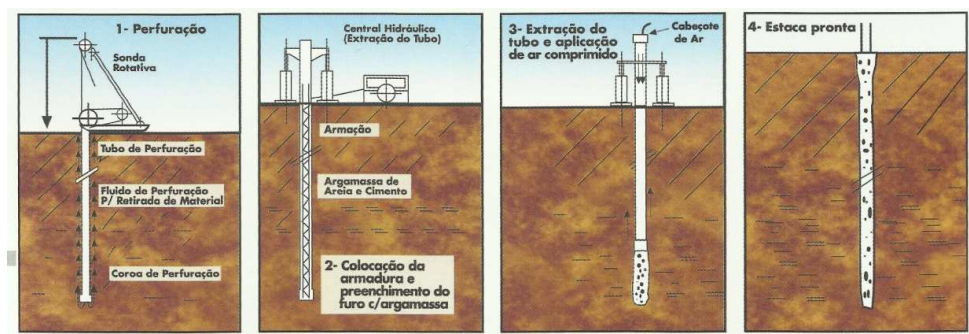 1- Perfuração
Sonda
Rotativa
Tubo de Perfuração
Fluido de Perfuração
P/ Retirada de Material
Coroa de Perfuração
Central Hidráulica
(Extração do Tubo)
Armação
Argamassa de
Areia e Cimento
2- Colocação da
armadura e
preenchimento do
furo c/argamassa
3- Extração do
tubo e aplicação
de ar comprimido
Cabeçote
de Ar
4- Estaca pronta